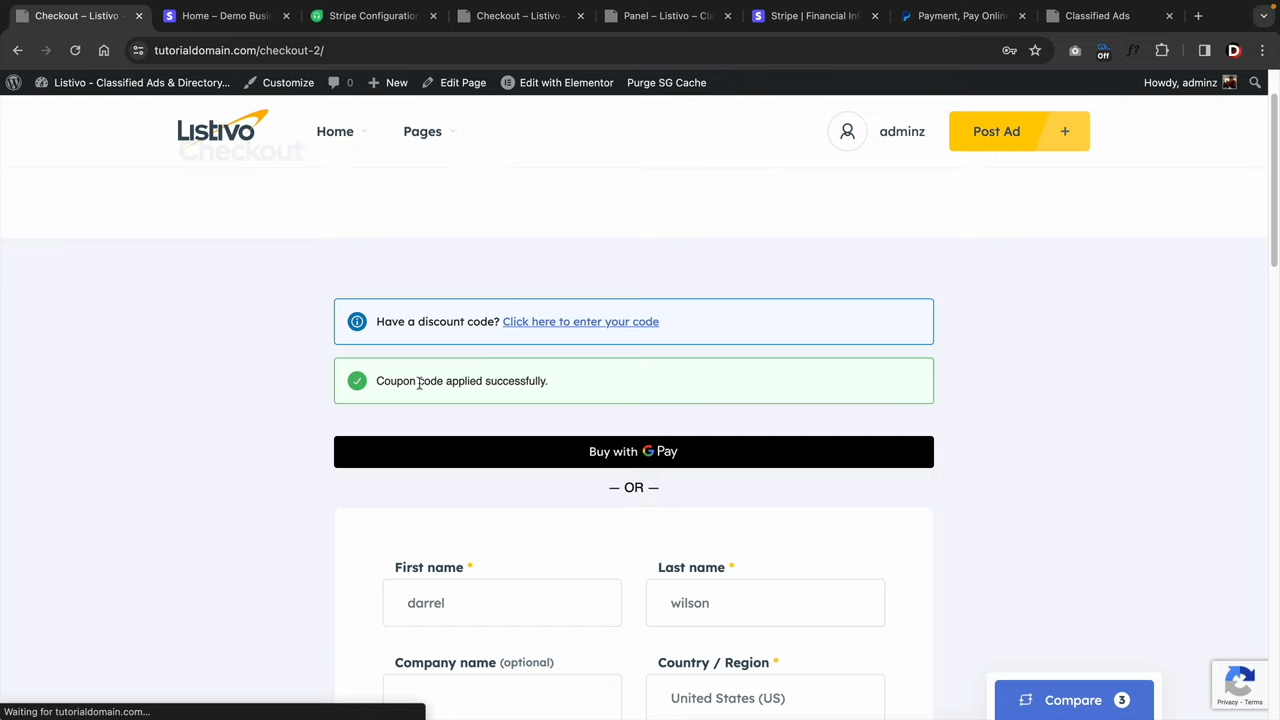 Checkout – Listivo –
Home – Demo Busi
Stripe Configuration
Checkout – Listivo –
Panel – Listivo – Cla
Stripe | Financial Inf
Payment, Pay Onlin
Classified Ads
tutorialdomain.com/checkout-2/
Off
f?
D
Listivo - Classified Ads & Directory...
Customize
0
New
Edit Page
Edit with Elementor
Purge SG Cache
Howdy, adminz
Listivo
Home
Pages
adminz
Post Ad +
Checkout
Have a discount code? Click here to enter your code
Coupon code applied successfully.
Buy with G Pay
— OR —
First name *
Last name *
darrel
wilson
Company name (optional)
Country / Region *
United States (US)
Compare 3
Privacy - Terms
Waiting for tutorialdomain.com...